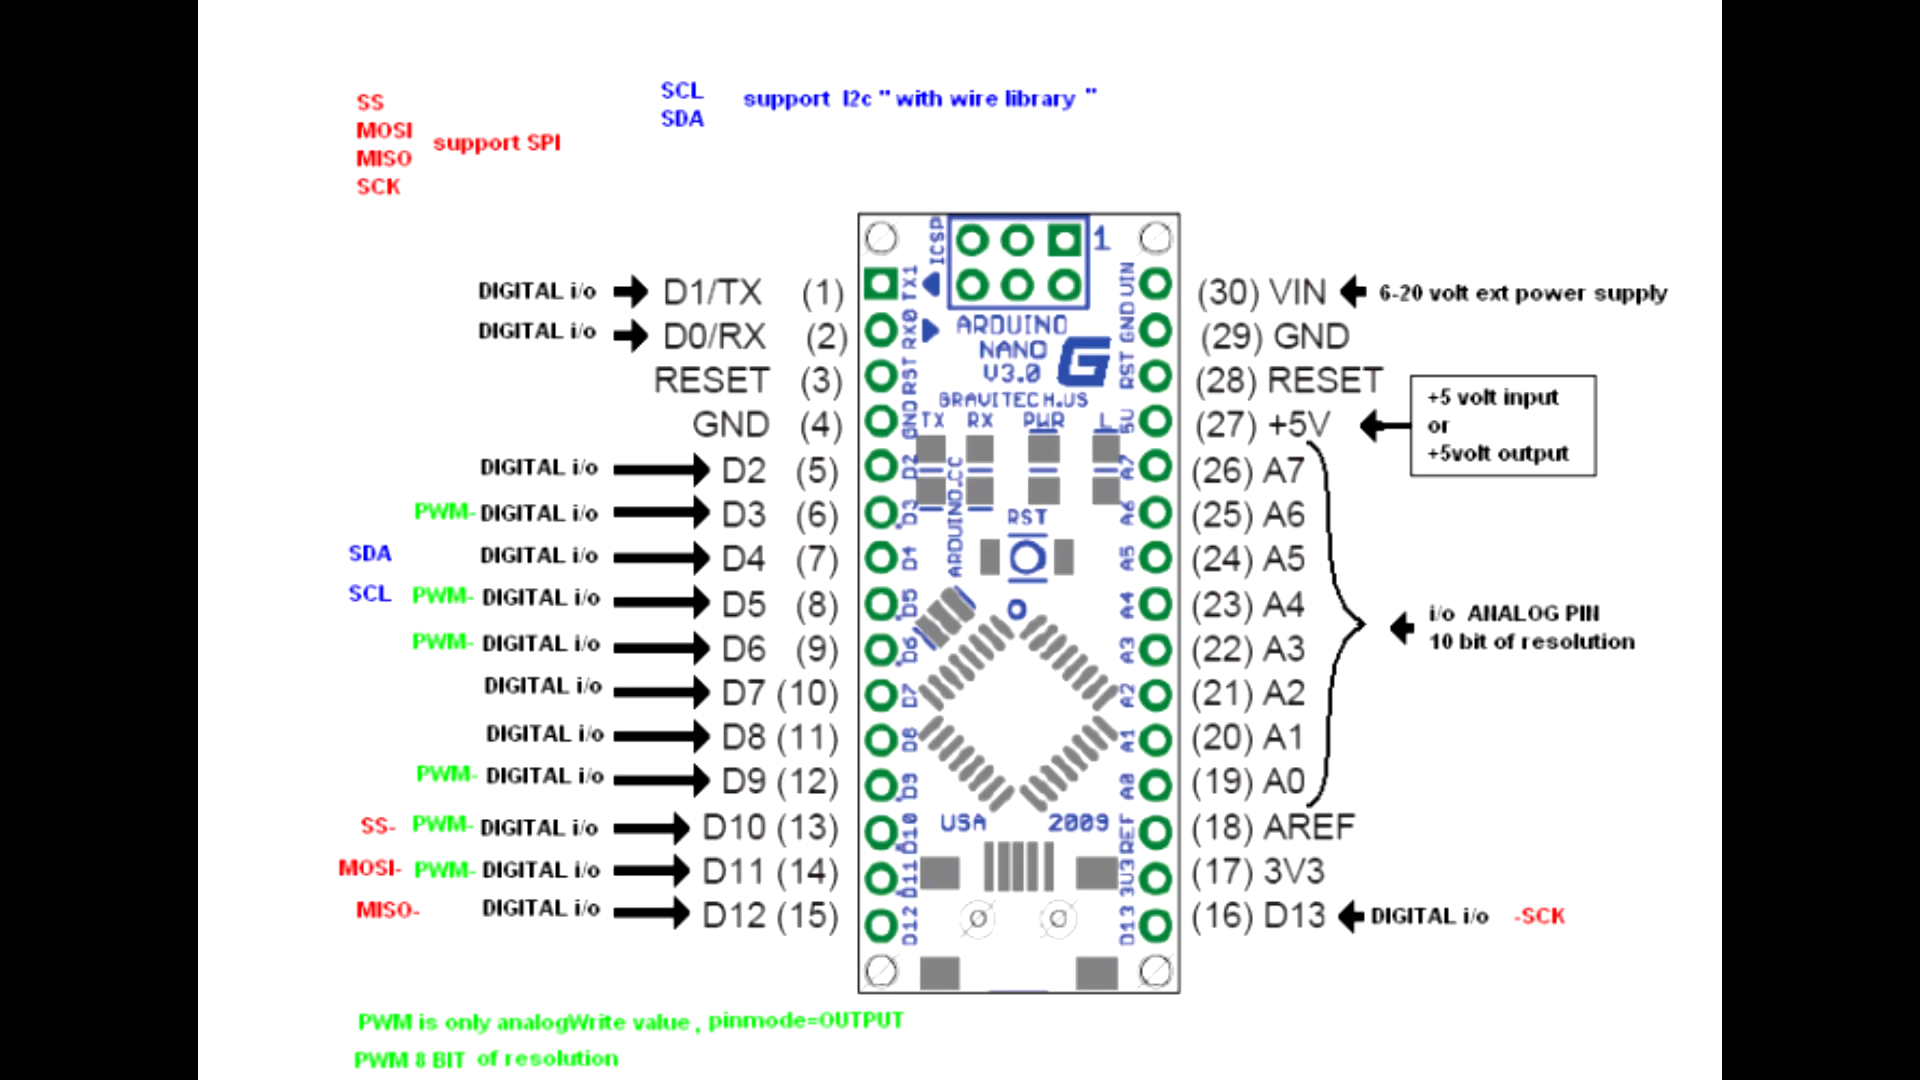 SS
MOSI
MISO
SCK
support SPI
SCL
SDA
support I2c " with wire library "
DIGITAL i/o D1/TX (1)
DIGITAL i/o D0/RX (2)
RESET (3)
GND (4)
DIGITAL i/o D2 (5)
PWM- DIGITAL i/o D3 (6)
SDA DIGITAL i/o D4 (7)
SCL PWM- DIGITAL i/o D5 (8)
PWM- DIGITAL i/o D6 (9)
DIGITAL i/o D7 (10)
DIGITAL i/o D8 (11)
PWM- DIGITAL i/o D9 (12)
SS- PWM- DIGITAL i/o D10 (13)
MOSI- PWM- DIGITAL i/o D11 (14)
MISO- DIGITAL i/o D12 (15)
ICSP
1
TX1
RX0
RST
GND
D2
D3
D4
D5
D6
D7
D8
D9
D10
D11
D12
ARDUINO
NANO
V3.0
G
GRAVITECH.US
TX RX PWR L
ARDUINO.CC
RST
USA 2009
VIN
GND
RST
5V
A7
A6
A5
A4
A3
A2
A1
A0
REF
3V3
D13
(30) VIN 6-20 volt ext power supply
(29) GND
(28) RESET
(27) +5V
+5 volt input
or
+5volt output
(26) A7
(25) A6
(24) A5
(23) A4
(22) A3
(21) A2
(20) A1
(19) A0
i/o ANALOG PIN
10 bit of resolution
(18) AREF
(17) 3V3
(16) D13 DIGITAL i/o -SCK
PWM is only analogWrite value , pinmode=OUTPUT
PWM 8 BIT of resolution